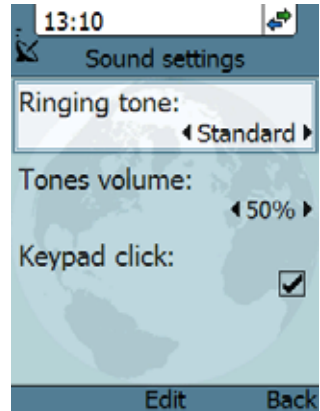 13:10
Sound settings
Ringing tone:
Standard
Tones volume:
50%
Keypad click:
Edit Back